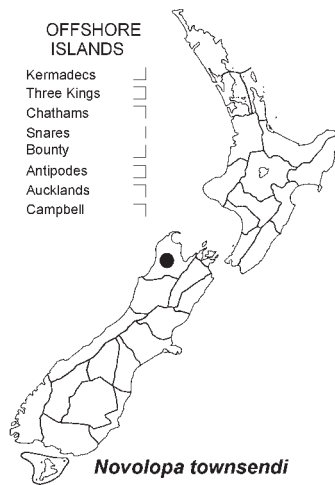 OFFSHORE
ISLANDS
Kermadecs
Three Kings
Chathams
Snares
Bounty
Antipodes
Aucklands
Campbell
Novolopa townsendi